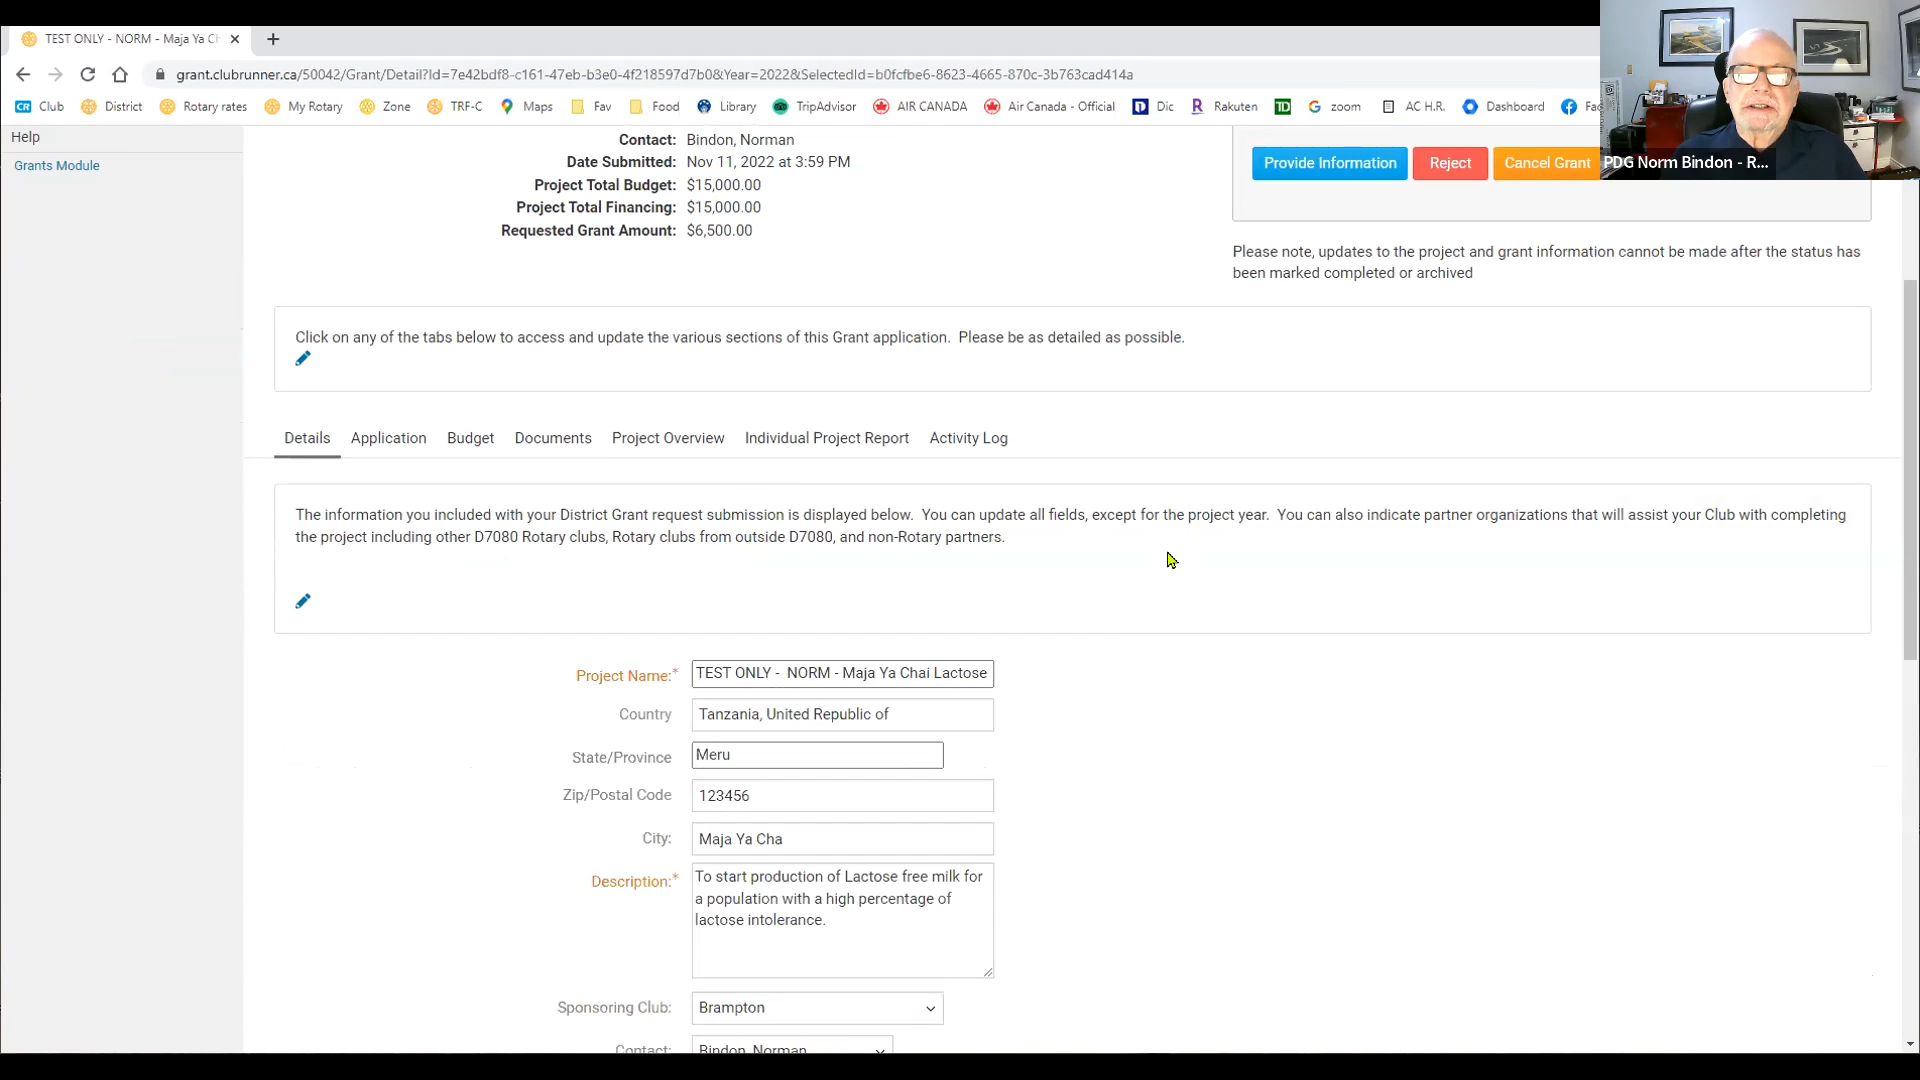 TEST ONLY - NORM - Maja Ya Ch
grant.clubrunner.ca/50042/Grant/Detail?Id=7e42bdf8-c161-47eb-b3e0-4f218597d7b0&Year=2022&SelectedId=b0fcfbe6-8623-4665-870c-3b763cad414a
CR Club District Rotary rates My Rotary Zone TRF-C Maps Fav Food Library TripAdvisor AIR CANADA Air Canada - Official D Dic R Rakuten TD G zoom AC H.R. Dashboard
PDG Norm Bindon - R...
Help
Grants Module
Contact: Bindon, Norman
Date Submitted: Nov 11, 2022 at 3:59 PM
Project Total Budget: $15,000.00
Project Total Financing: $15,000.00
Requested Grant Amount: $6,500.00
Provide Information Reject Cancel Grant
Please note, updates to the project and grant information cannot be made after the status has
been marked completed or archived
Click on any of the tabs below to access and update the various sections of this Grant application. Please be as detailed as possible.
Details Application Budget Documents Project Overview Individual Project Report Activity Log
The information you included with your District Grant request submission is displayed below. You can update all fields, except for the project year. You can also indicate partner organizations that will assist your Club with completing
the project including other D7080 Rotary clubs, Rotary clubs from outside D7080, and non-Rotary partners.
Project Name:* TEST ONLY - NORM - Maja Ya Chai Lactose
Country Tanzania, United Republic of
State/Province Meru
Zip/Postal Code 123456
City: Maja Ya Cha
Description:* To start production of Lactose free milk for
a population with a high percentage of
lactose intolerance.
Sponsoring Club: Brampton
Contact: Bindon, Norman